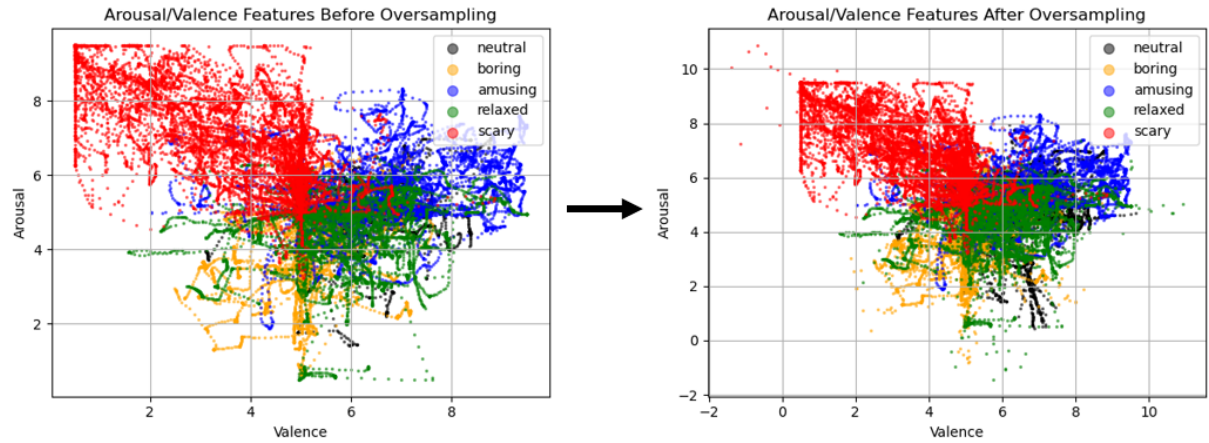 Arousal/Valence Features Before Oversampling
neutral
boring
amusing
relaxed
scary
8
6
4
2
Arousal
2
4
6
8
Valence
Arousal/Valence Features After Oversampling
neutral
boring
amusing
relaxed
scary
10
8
6
4
2
0
−2
Arousal
−2
0
2
4
6
8
10
Valence